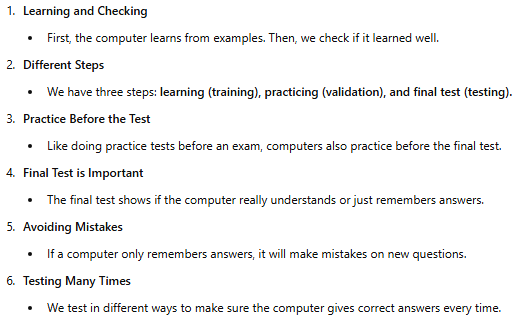 1. Learning and Checking
• First, the computer learns from examples. Then, we check if it learned well.
2. Different Steps
• We have three steps: learning (training), practicing (validation), and final test (testing).
3. Practice Before the Test
• Like doing practice tests before an exam, computers also practice before the final test.
4. Final Test is Important
• The final test shows if the computer really understands or just remembers answers.
5. Avoiding Mistakes
• If a computer only remembers answers, it will make mistakes on new questions.
6. Testing Many Times
• We test in different ways to make sure the computer gives correct answers every time.